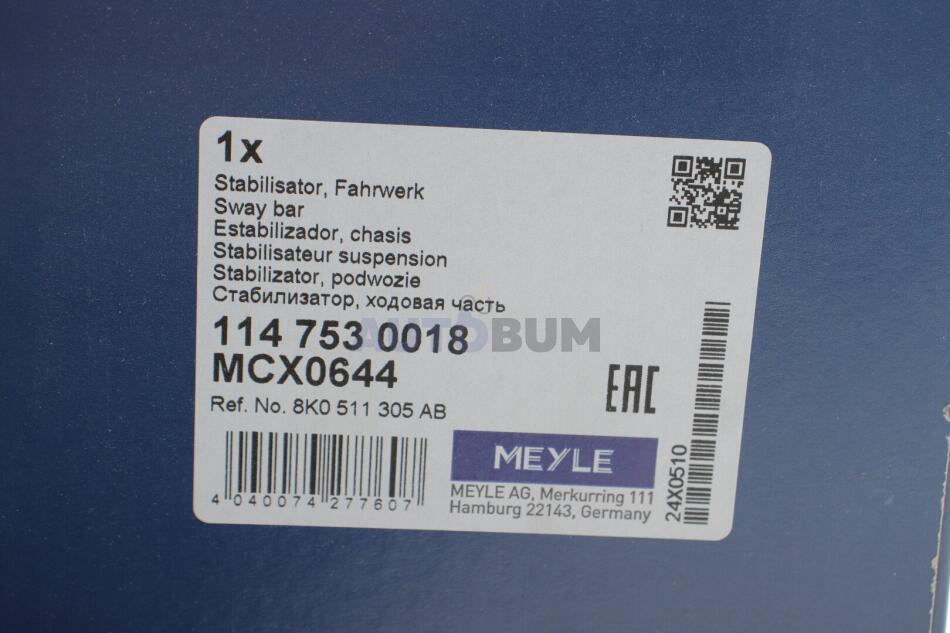 1x
Stabilisator, Fahrwerk
Sway bar
Estabilizador, chasis
Stabilisateur suspension
Stabilizator, podwozie
Стабилизатор, ходовая часть
114 753 0018
MCX0644
Ref. No. 8K0 511 305 AB
AUTOBUM
EAC
4 040074 277607
MEYLE
MEYLE AG, Merkurring 111
Hamburg 22143, Germany
24X0510